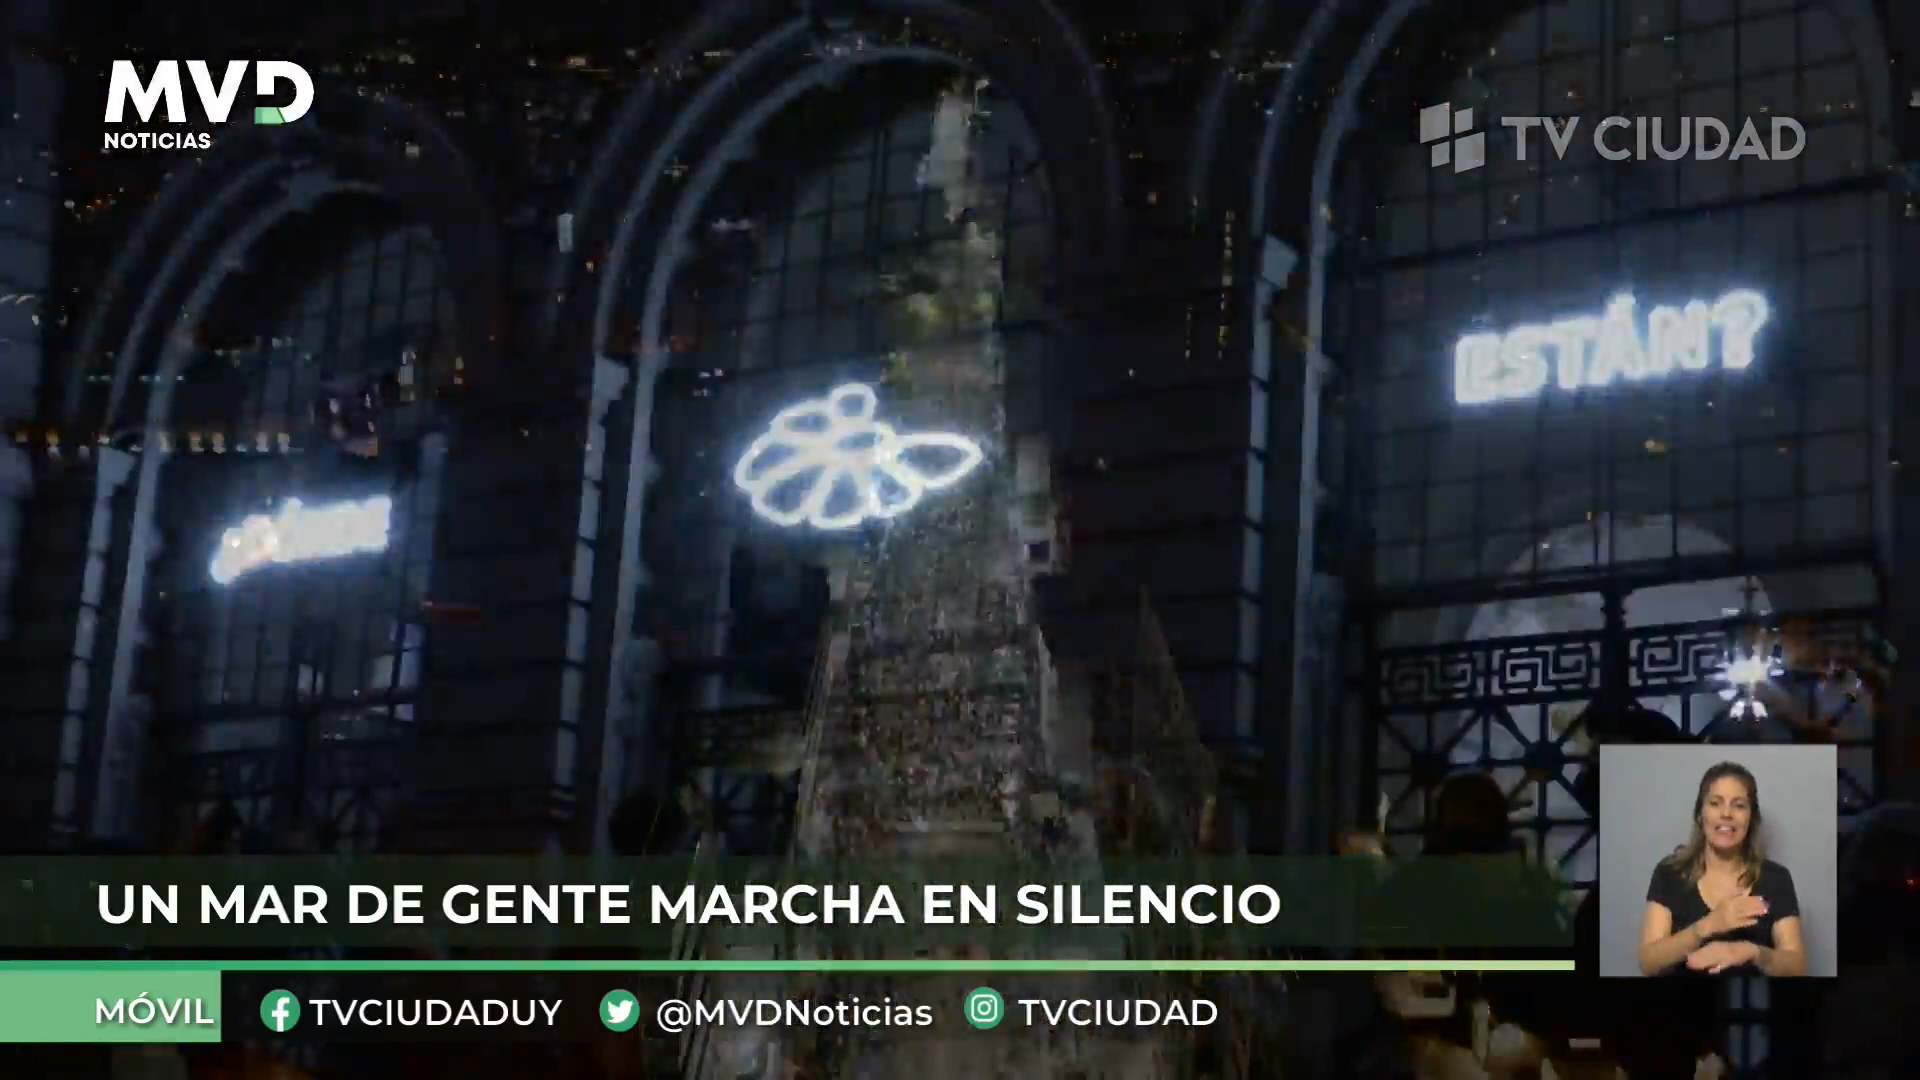 MVD
NOTICIAS
TV CIUDAD
ESTÁN?
UN MAR DE GENTE MARCHA EN SILENCIO
MÓVIL
TVCIUDADUY
@MVDNoticias
TVCIUDAD